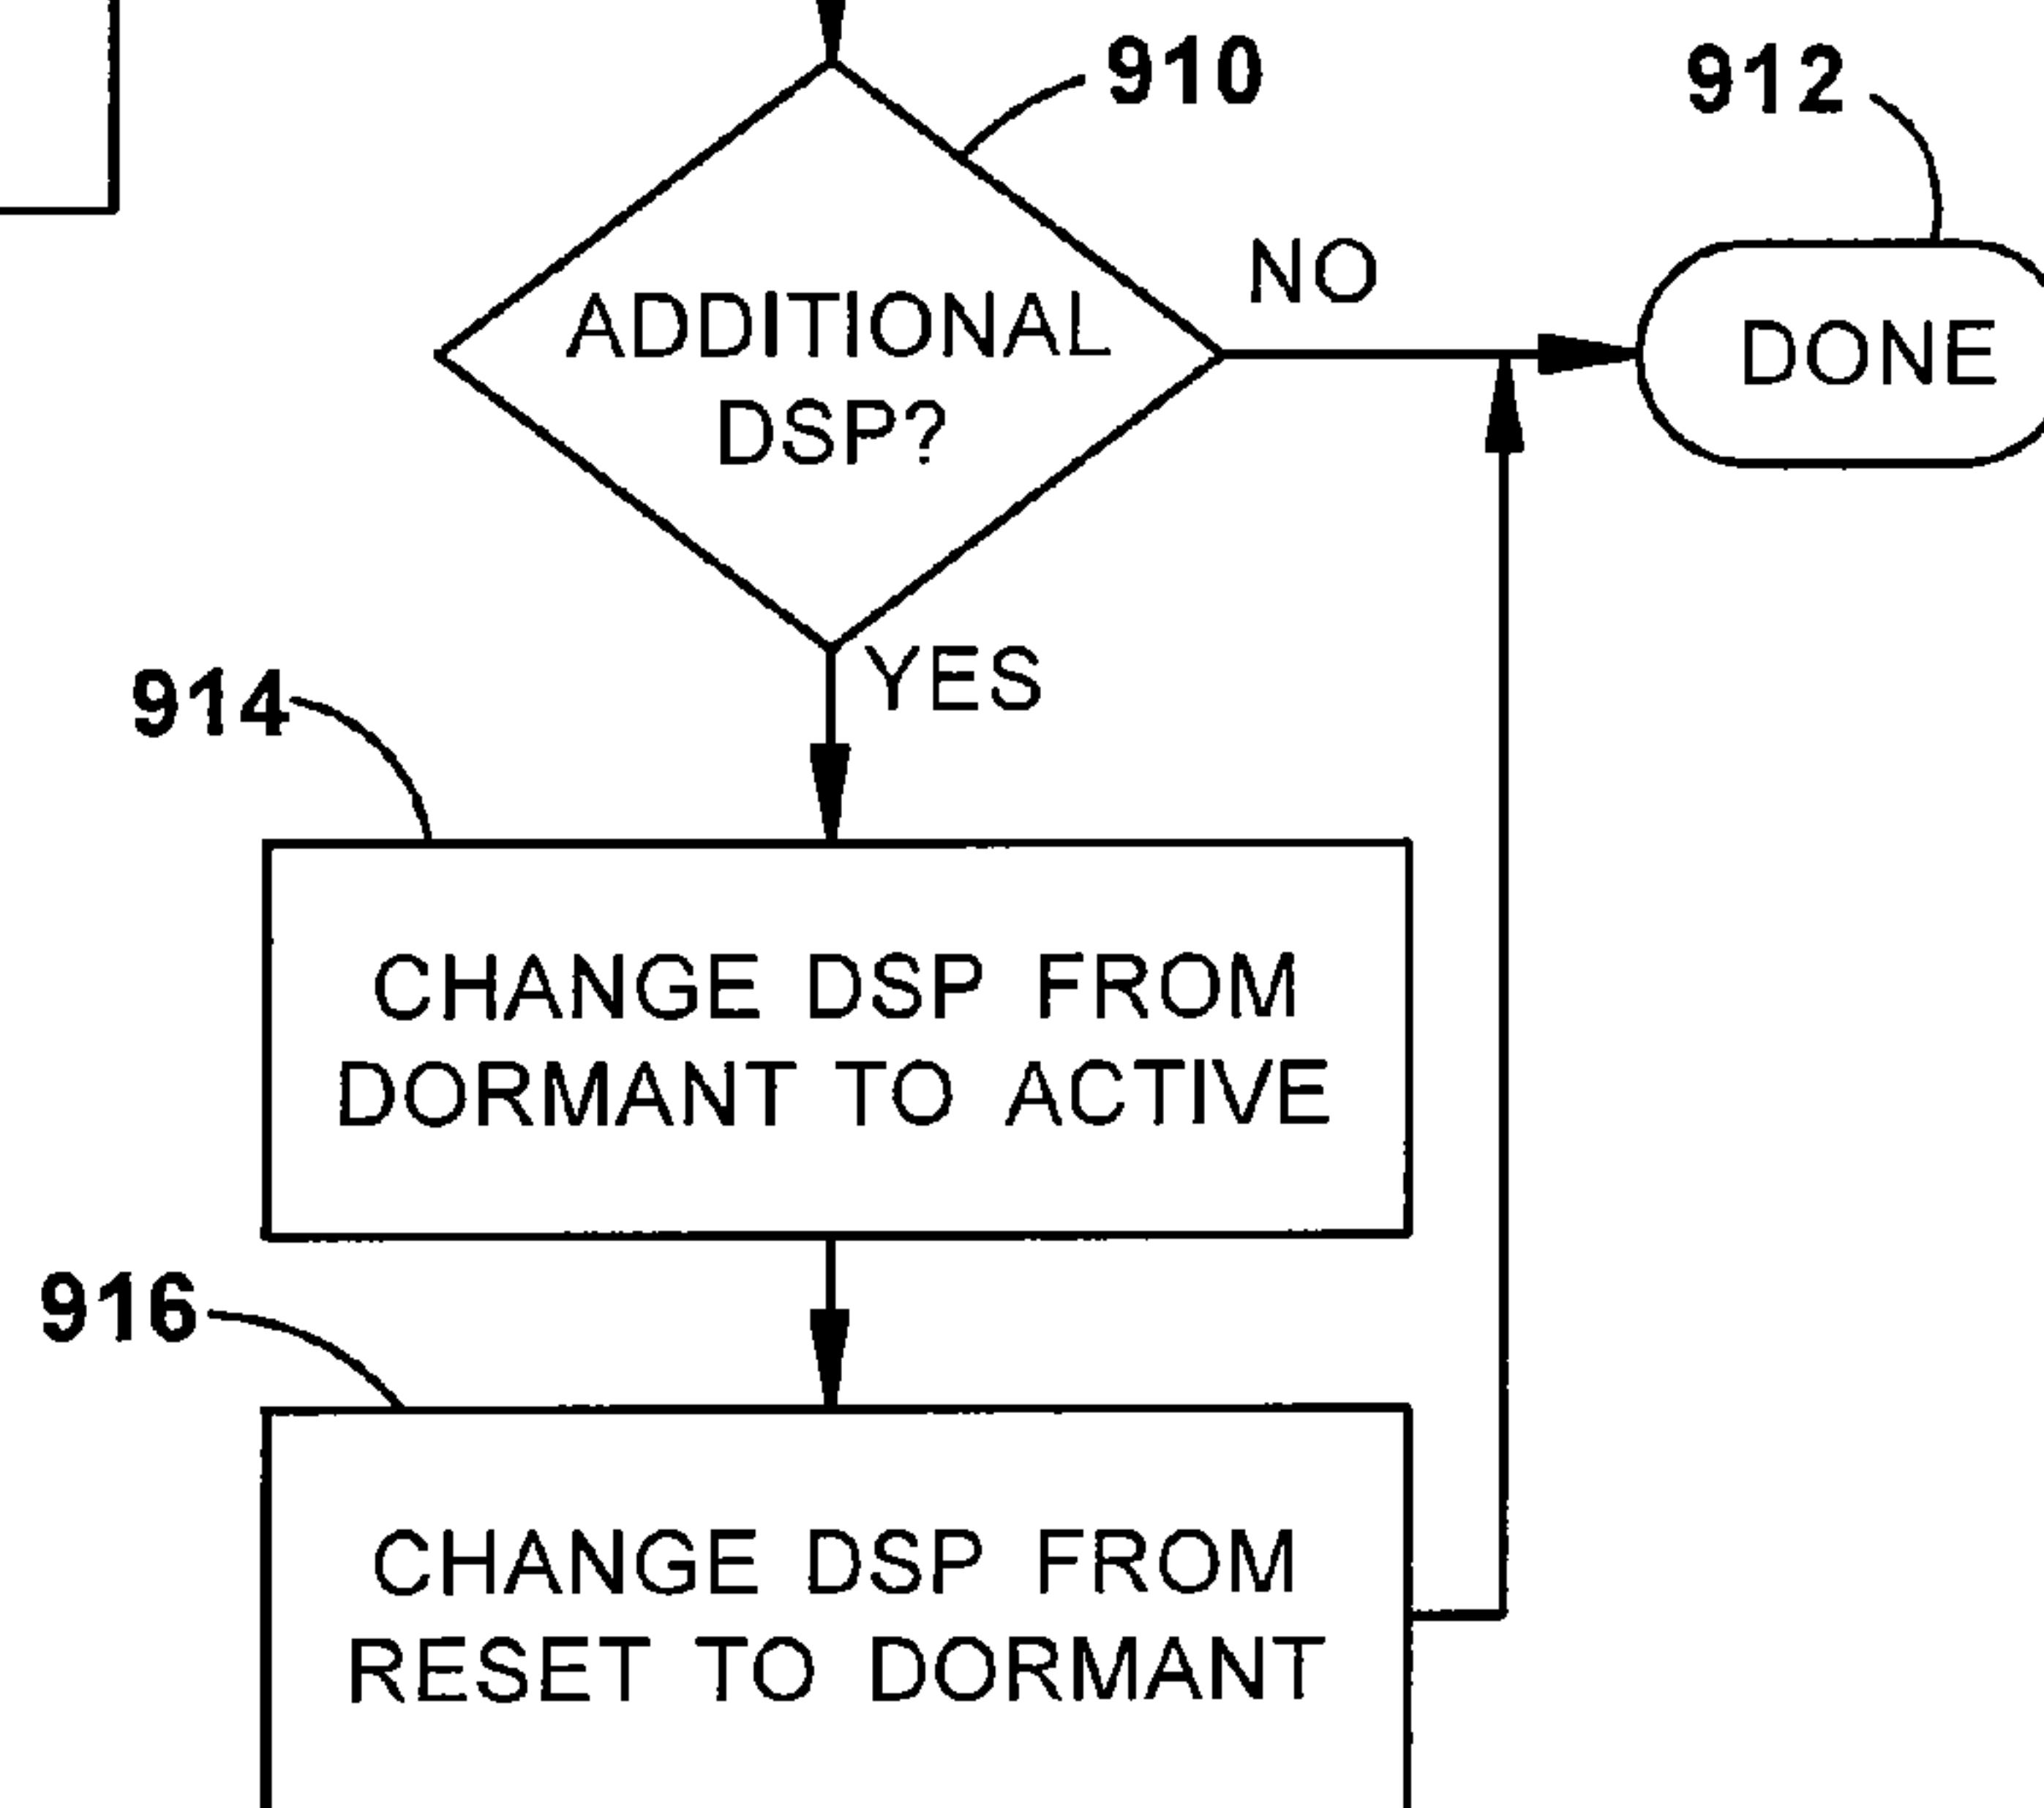 910
912
NO
ADDITIONAL
DSP?
DONE
YES
914
CHANGE DSP FROM
DORMANT TO ACTIVE
916
CHANGE DSP FROM
RESET TO DORMANT